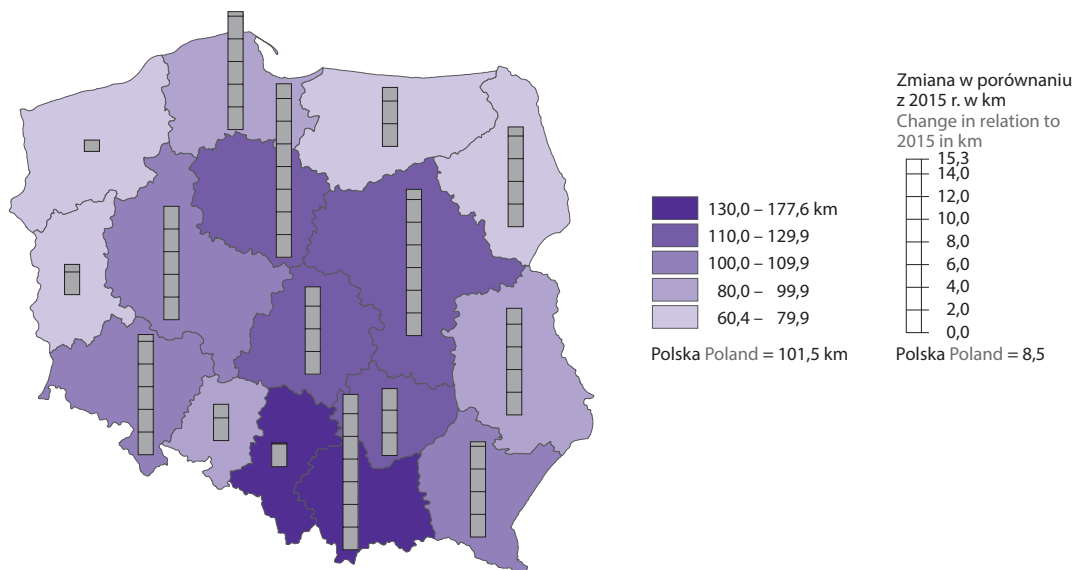 Zmiana w porównaniu
z 2015 r. w km
Change in relation to
2015 in km
15,3
14,0
12,0
10,0
8,0
6,0
4,0
2,0
0,0
Polska Poland = 8,5
130,0 – 177,6 km
110,0 – 129,9
100,0 – 109,9
80,0 – 99,9
60,4 – 79,9
Polska Poland = 101,5 km